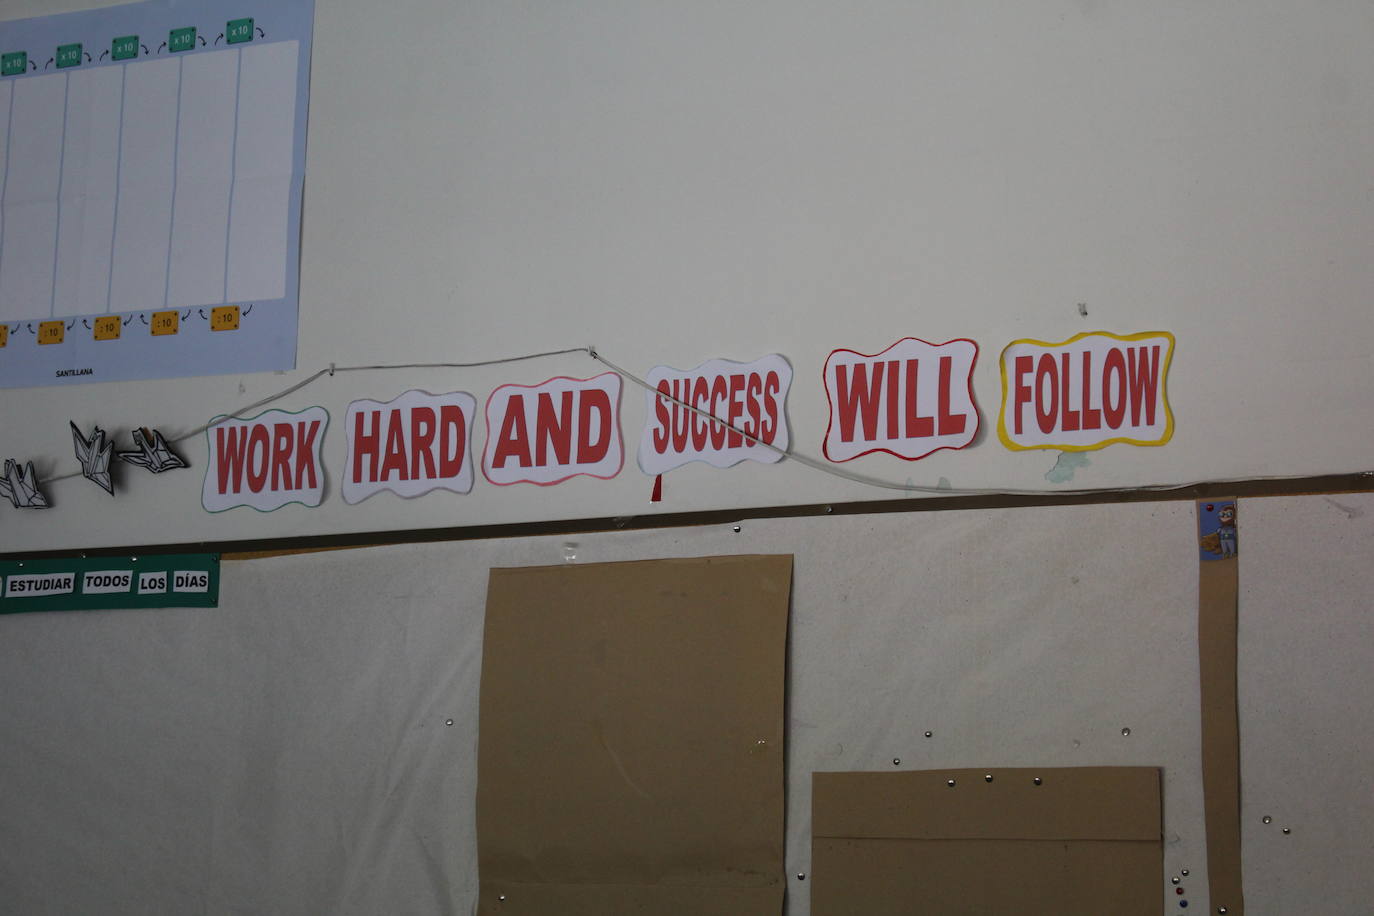 x 10 x 10 x 10 x 10 x 10
: 10 : 10 : 10 : 10
SANTILLANA
WORK HARD AND SUCCESS WILL FOLLOW
ESTUDIAR TODOS LOS DÍAS